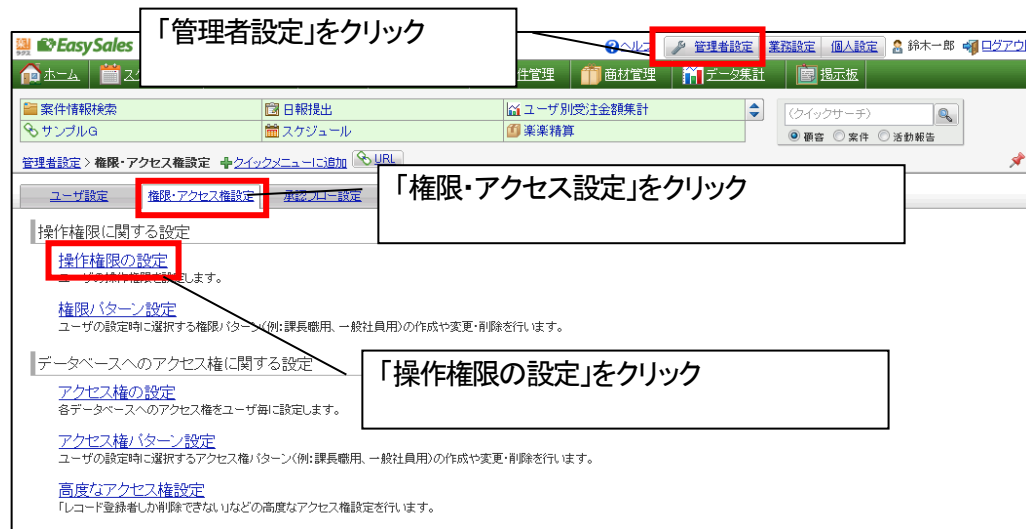 「管理者設定」をクリック
ラクス EasySales
管理者設定 業務設定 個人設定 鈴木一郎 ログアウ
ホーム 件管理 商材管理 データ集計 掲示板
案件情報検索 日報提出 ユーザ別受注金額集計 (クイックサーチ)
サンプルG スケジュール 楽楽精算 顧客 案件 活動報告
管理者設定 > 権限・アクセス権設定 クイックメニューに追加 URL
「権限・アクセス設定」をクリック
ユーザ設定 権限・アクセス権設定 承認フロー設定
操作権限に関する設定
操作権限の設定
ユーザの操作権限を設定します。
権限パターン設定
ユーザの設定時に選択する権限パターン(例:課長職用、一般社員用)の作成や変更・削除を行います。
データベースへのアクセス権に関する設定
「操作権限の設定」をクリック
アクセス権の設定
各データベースへのアクセス権をユーザ毎に設定します。
アクセス権パターン設定
ユーザの設定時に選択するアクセス権パターン(例:課長職用、一般社員用)の作成や変更・削除を行います。
高度なアクセス権設定
「レコード登録者しか削除できない」などの高度なアクセス権設定を行います。